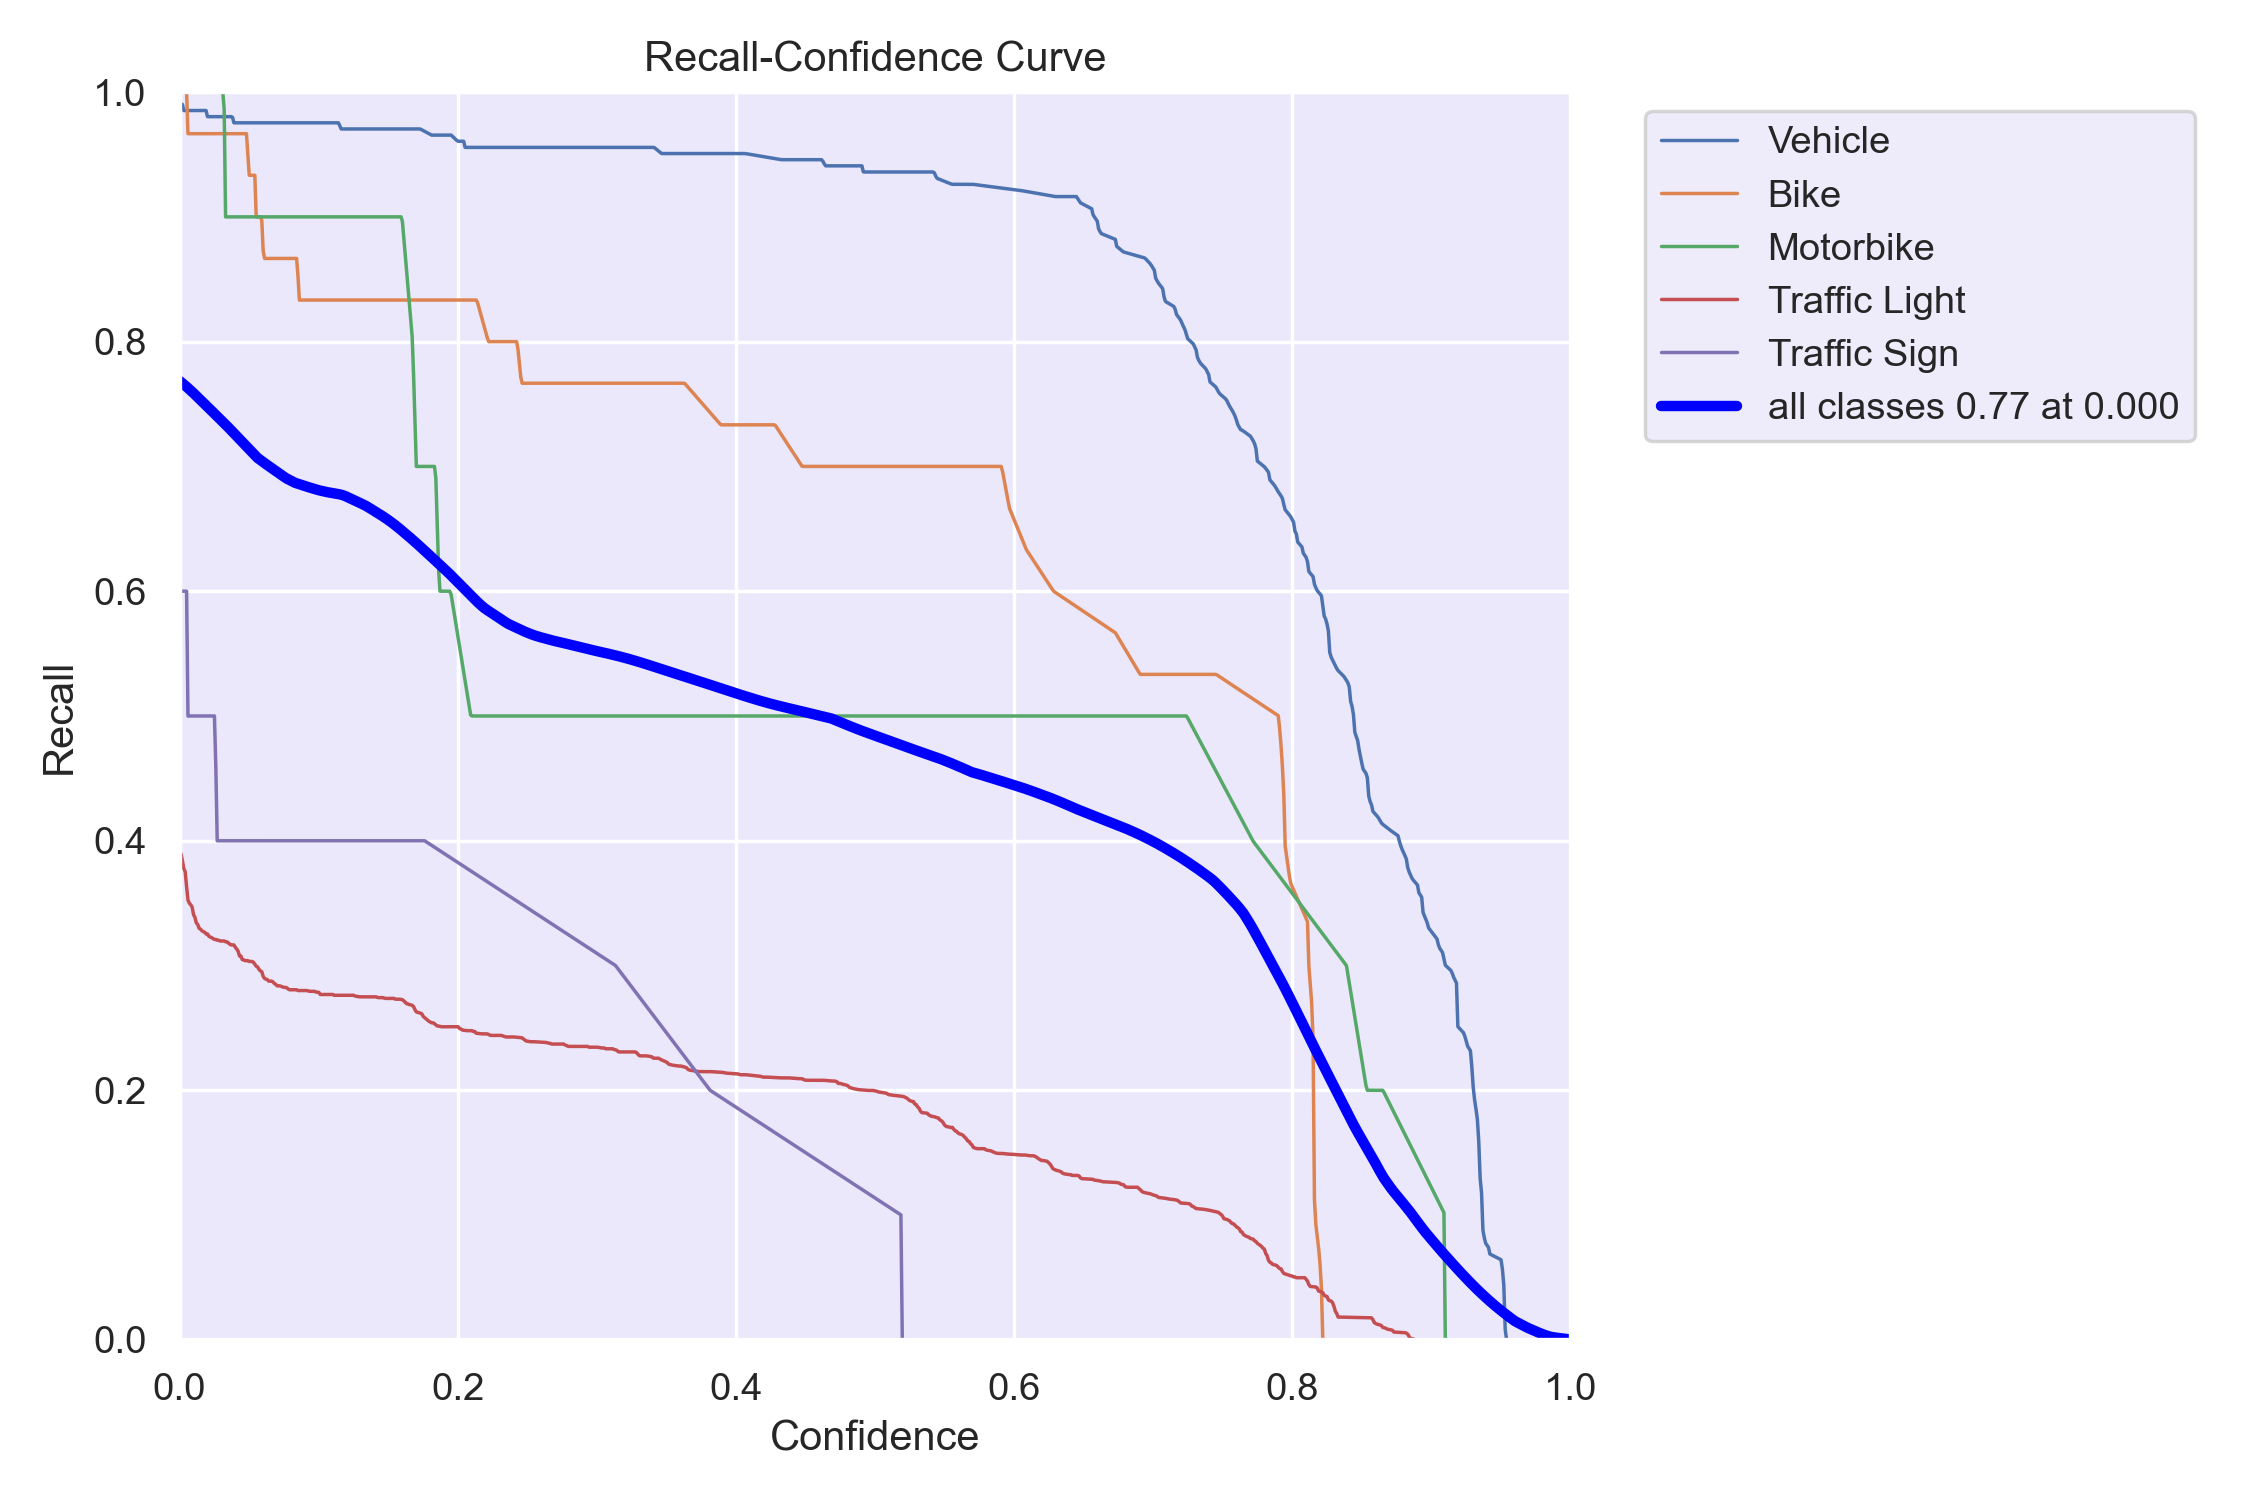 Recall-Confidence Curve
1.0
0.8
0.6
0.4
0.2
0.0
Recall
0.0 0.2 0.4 0.6 0.8 1.0
Confidence
Vehicle
Bike
Motorbike
Traffic Light
Traffic Sign
all classes 0.77 at 0.000